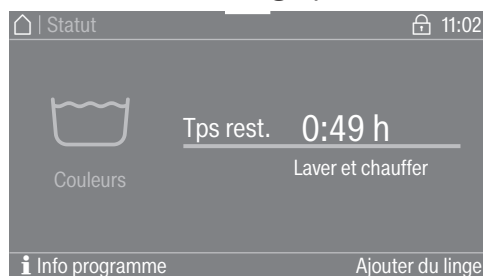 | Statut 11:02
Tps rest. 0:49 h
Laver et chauffer
Couleurs
i Info programme Ajouter du linge